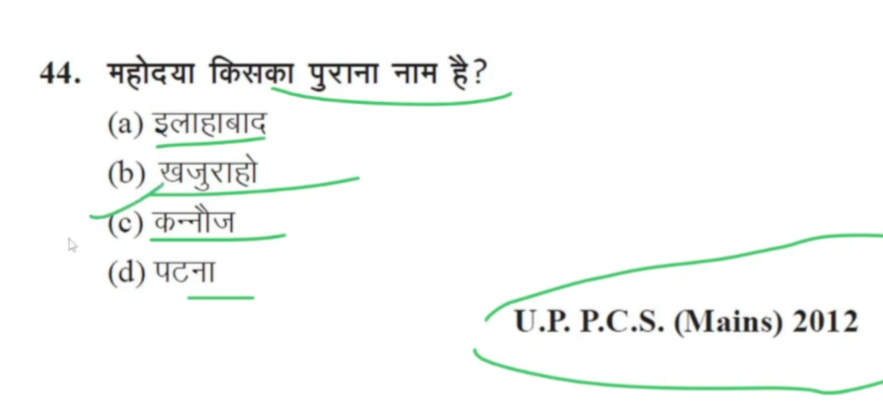 44. महोदया किसका पुराना नाम है?
(a) इलाहाबाद
(b) खजुराहो
(c) कन्नौज
(d) पटना
U.P. P.C.S. (Mains) 2012